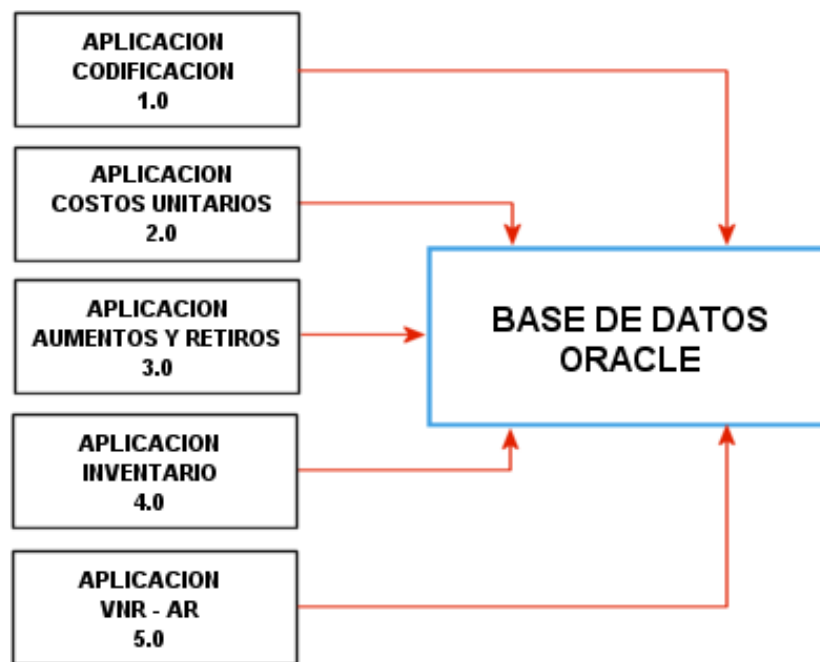 APLICACION
CODIFICACION
1.0
APLICACION
COSTOS UNITARIOS
2.0
APLICACION
AUMENTOS Y RETIROS
3.0
APLICACION
INVENTARIO
4.0
APLICACION
VNR - AR
5.0
BASE DE DATOS
ORACLE